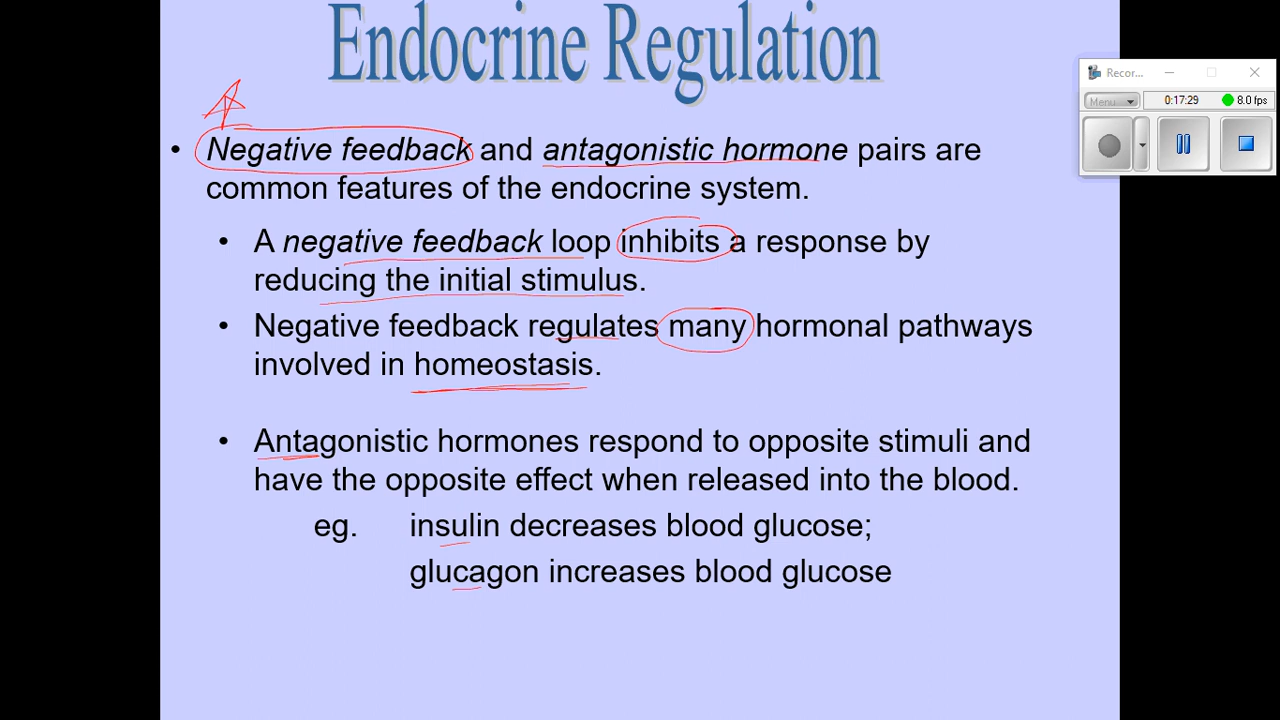 Endocrine Regulation
Recor...
Menu
0:17:29
8.0 fps
• Negative feedback and antagonistic hormone pairs are
common features of the endocrine system.
• A negative feedback loop inhibits a response by
reducing the initial stimulus.
• Negative feedback regulates many hormonal pathways
involved in homeostasis.
• Antagonistic hormones respond to opposite stimuli and
have the opposite effect when released into the blood.
eg. insulin decreases blood glucose;
glucagon increases blood glucose